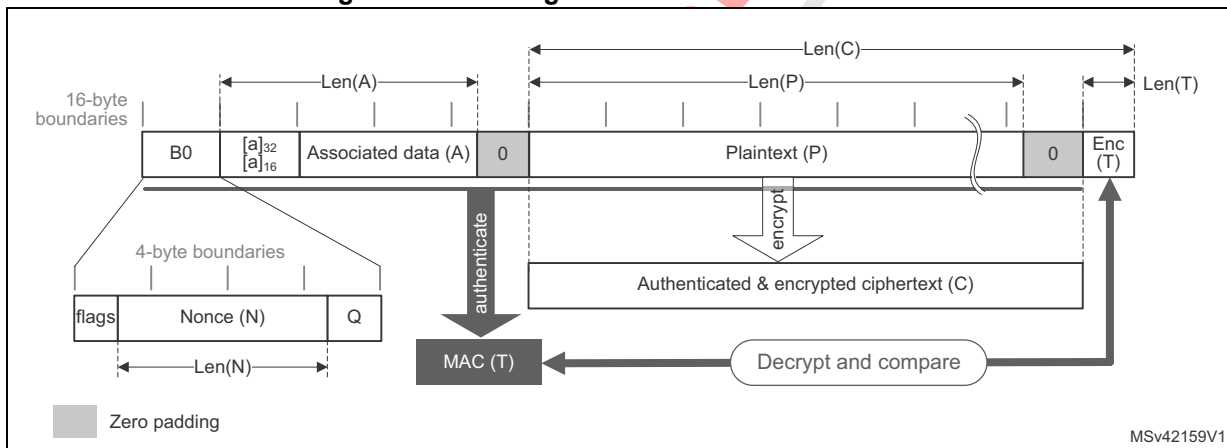 Len(C)
Len(A)
Len(P)
Len(T)
16-byte
boundaries
B0
[a]32
[a]16
Associated data (A)
0
Plaintext (P)
0
Enc
(T)
authenticate
encrypt
4-byte boundaries
Authenticated & encrypted ciphertext (C)
flags
Nonce (N)
Q
Len(N)
MAC (T)
Decrypt and compare
Zero padding
MSv42159V1